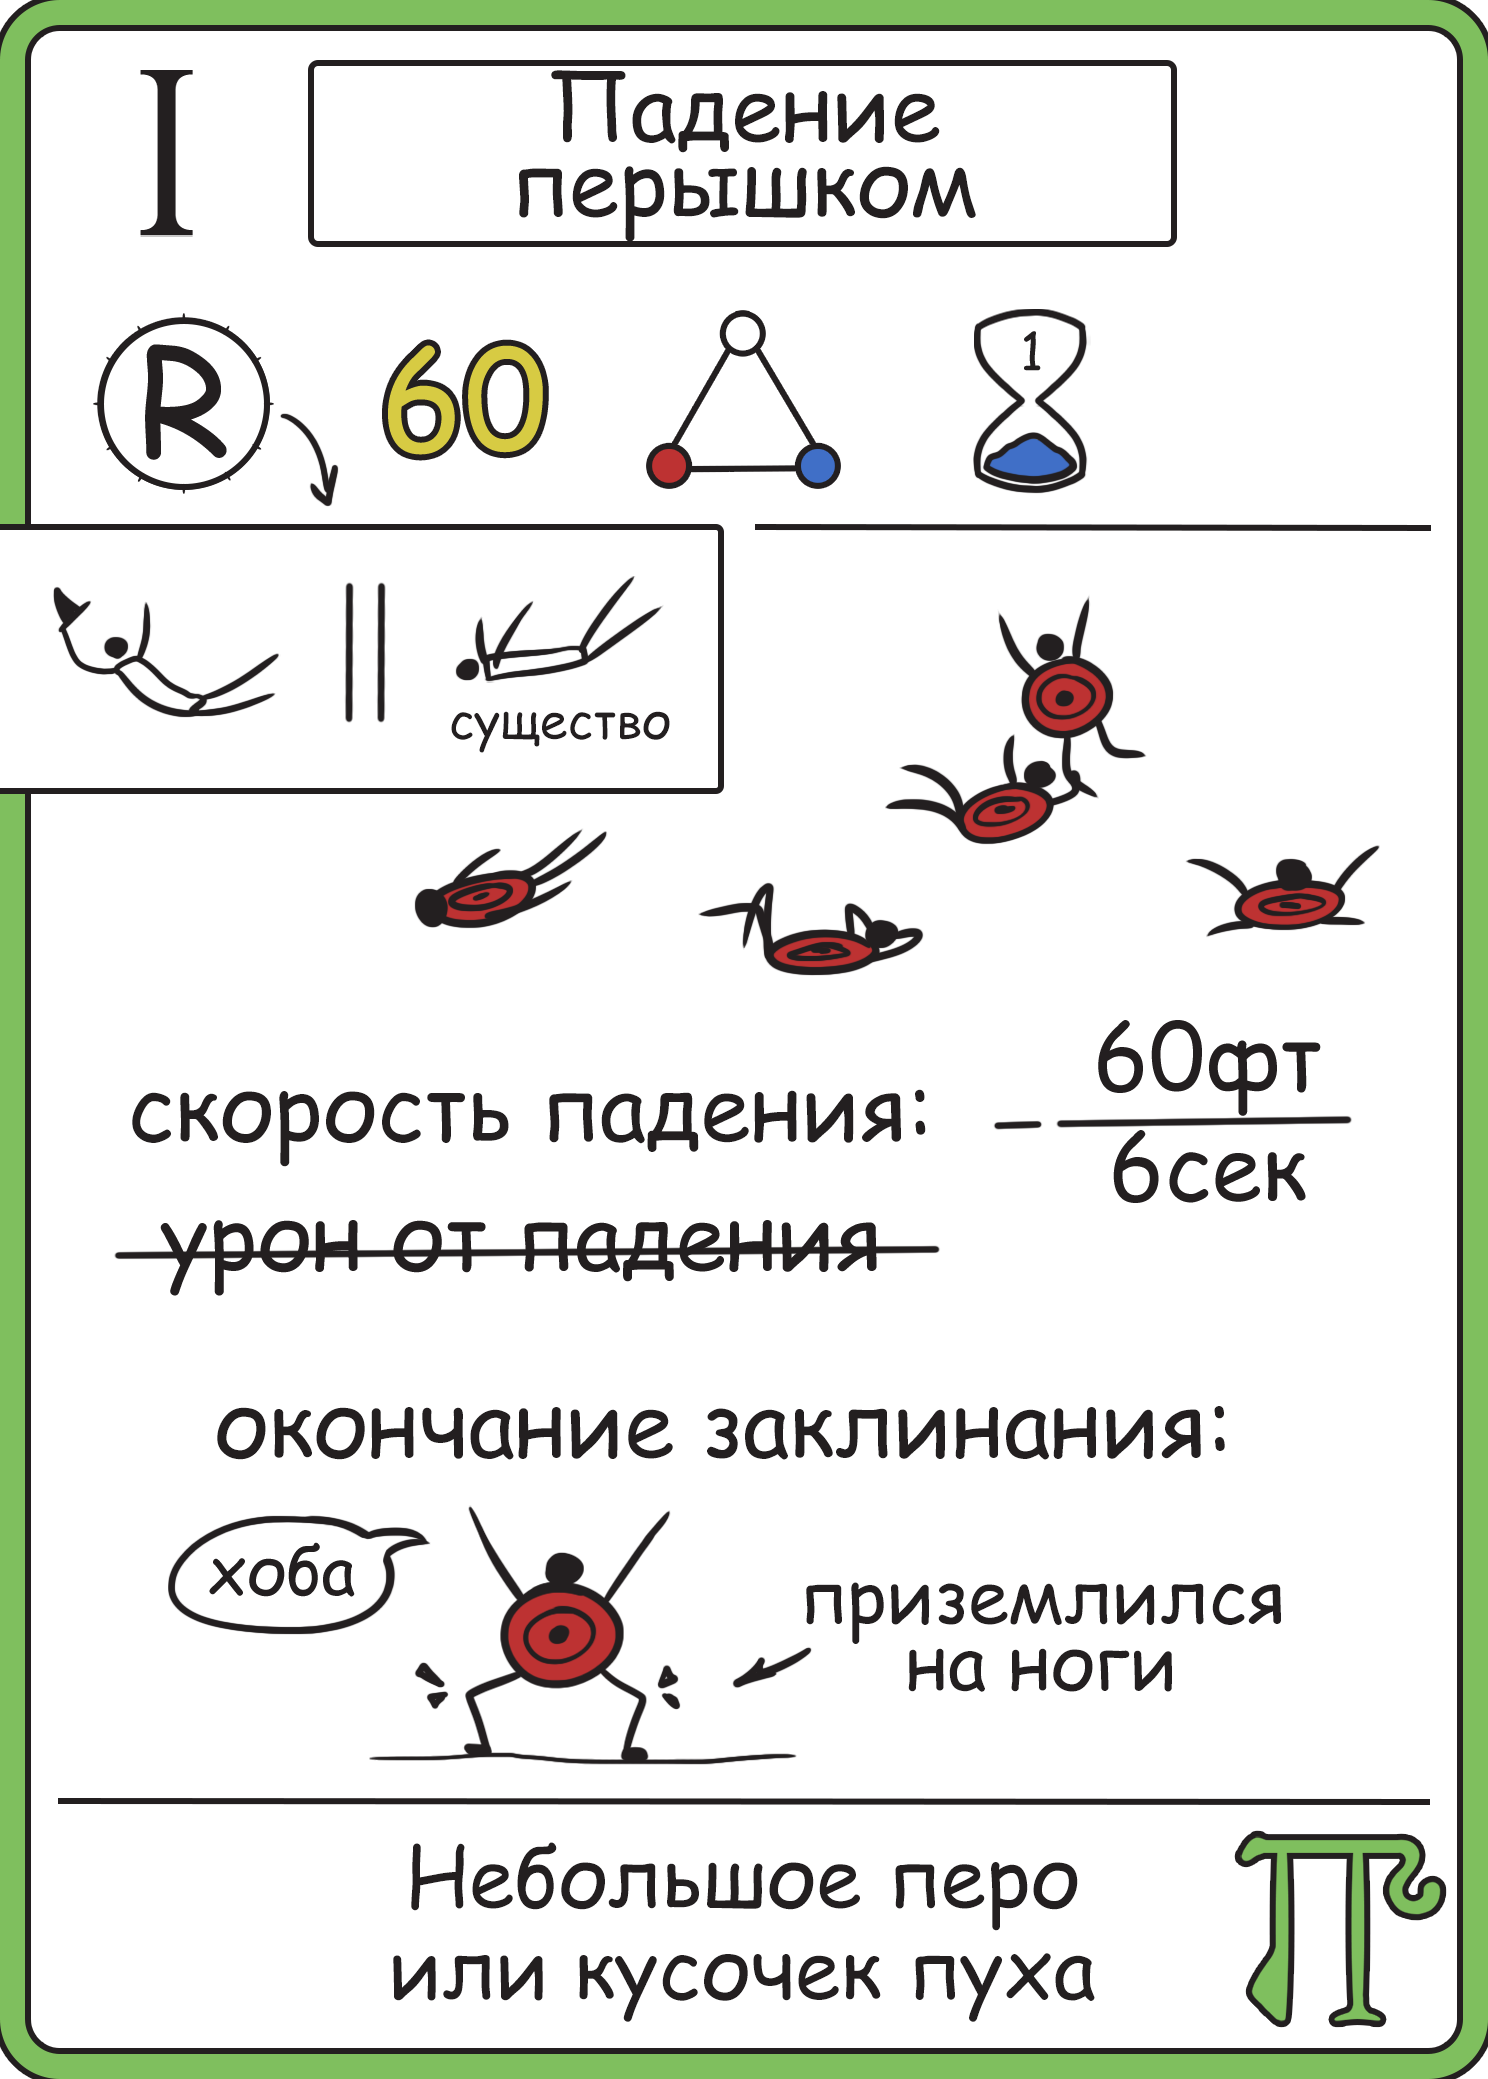 I
Падение
перышком
R
60
1
существо
скорость падения:
- 60фт
6сек
урон от падения
окончание заклинания:
хоба
приземлился
на ноги
Небольшое перо
или кусочек пуха
П